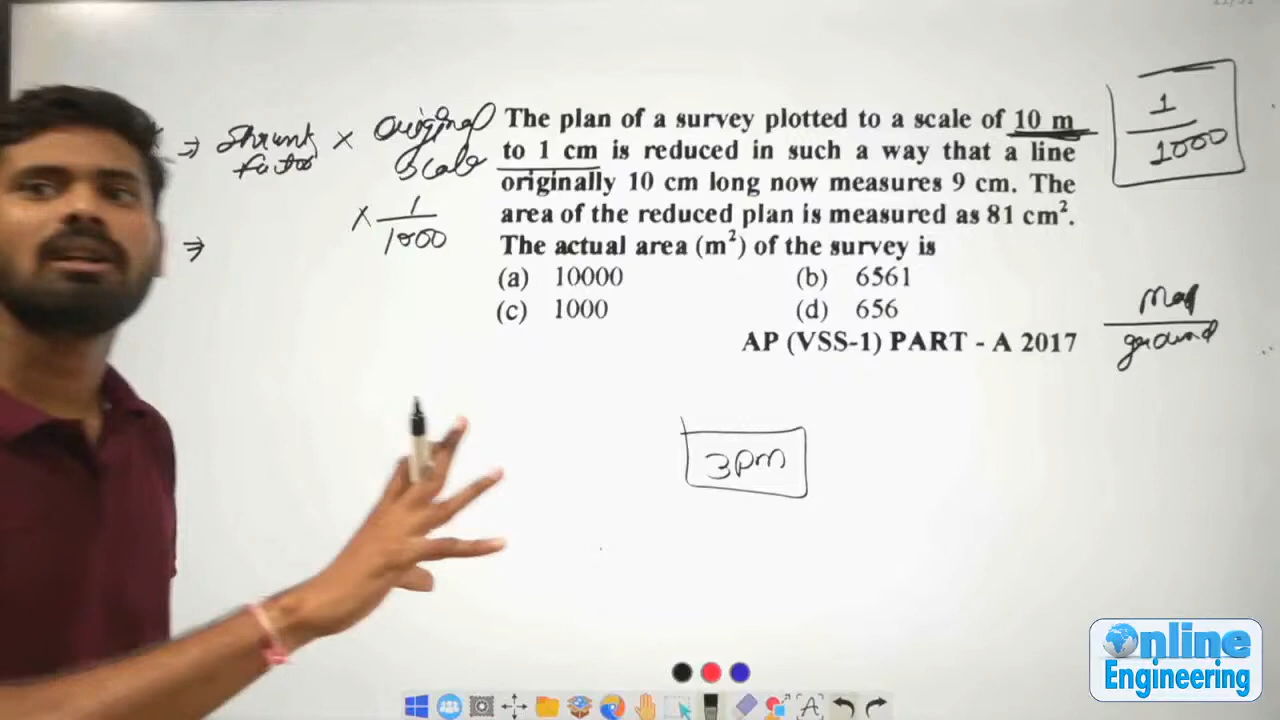 ⇒ Shrunk × Original
factor scale
⇒ × 1
1000
The plan of a survey plotted to a scale of 10 m
to 1 cm is reduced in such a way that a line
originally 10 cm long now measures 9 cm. The
area of the reduced plan is measured as 81 cm².
The actual area (m²) of the survey is
(a) 10000 (b) 6561
(c) 1000 (d) 656
AP (VSS-1) PART - A 2017
1
1000
Map
ground
3pm
Online
Engineering